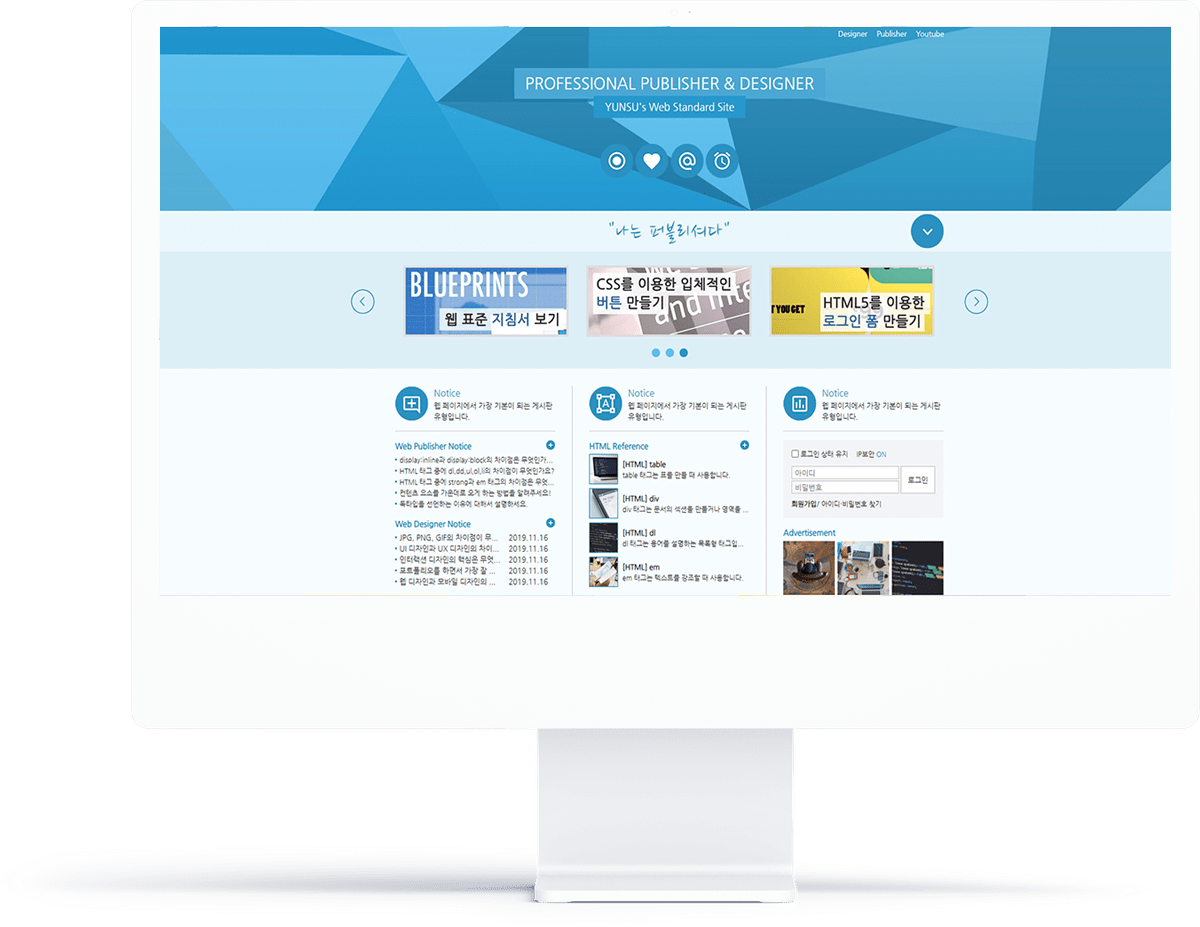 Designer Publisher Youtube
PROFESSIONAL PUBLISHER & DESIGNER
YUNSU's Web Standard Site
"나는 퍼블리셔다"
BLUEPRINTS
웹 표준 지침서 보기
CSS를 이용한 입체적인
버튼 만들기
and inte
T YOU GET
HTML5를 이용한
로그인 폼 만들기
Notice
웹 페이지에서 가장 기본이 되는 게시판
유형입니다.
Web Publisher Notice
• display:inline과 display:block의 차이점은 무엇인가...
• HTML 태그 중에 dl,dd,ul,ol,li의 차이점이 무엇인가요?
• HTML 태그 중에 strong과 em 태그의 차이점은 무엇인...
• 컨텐츠 요소를 가운데로 오게 하는 방법을 알려주세요!
• 독타입을 선언하는 이유에 대해서 설명하세요.
Web Designer Notice
• JPG, PNG, GIF의 차이점이 무... 2019.11.16
• UI 디자인과 UX 디자인의 차이... 2019.11.16
• 인터랙션 디자인의 핵심은 무엇... 2019.11.16
• 포트폴리오를 하면서 가장 잘 ... 2019.11.16
• 웹 디자인과 모바일 디자인의 ... 2019.11.16
Notice
웹 페이지에서 가장 기본이 되는 게시판
유형입니다.
HTML Reference
[HTML] table
table 태그는 표를 만들 때 사용합니다.
[HTML] div
div 태그는 문서의 섹션을 만들거나 영역을 ...
[HTML] dl
dl 태그는 용어를 설명하는 목록형 태그입...
[HTML] em
em 태그는 텍스트를 강조할 때 사용합니다.
Notice
웹 페이지에서 가장 기본이 되는 게시판
유형입니다.
로그인 상태 유지 IP보안 ON
아이디
비밀번호
로그인
회원가입/ 아이디·비밀번호 찾기
Advertisement